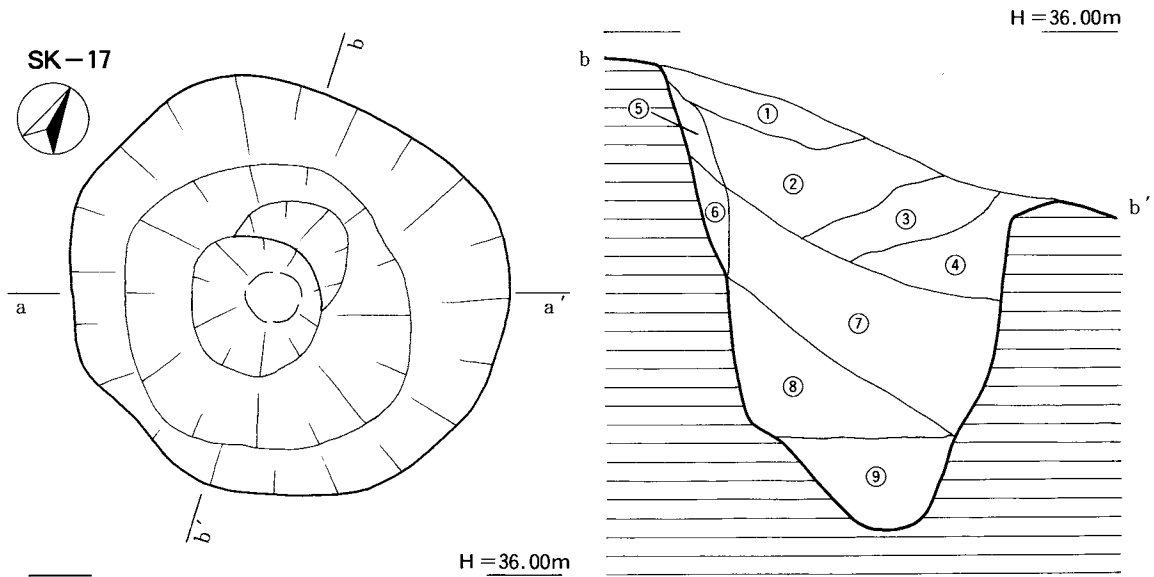 SK-17
b
a
a′
b′
H=36.00m
H=36.00m
b
b′
①
②
③
④
⑤
⑥
⑦
⑧
⑨